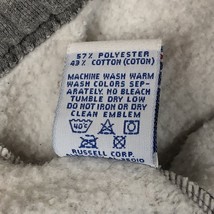 57% POLYESTER
43% COTTON (COTON)
MACHINE WASH WARM
WASH COLORS SEP-
ARATELY. NO BLEACH
TUMBLE DRY LOW
DO NOT IRON OR DRY
CLEAN EMBLEM
40°C
RUSSELL CORP.